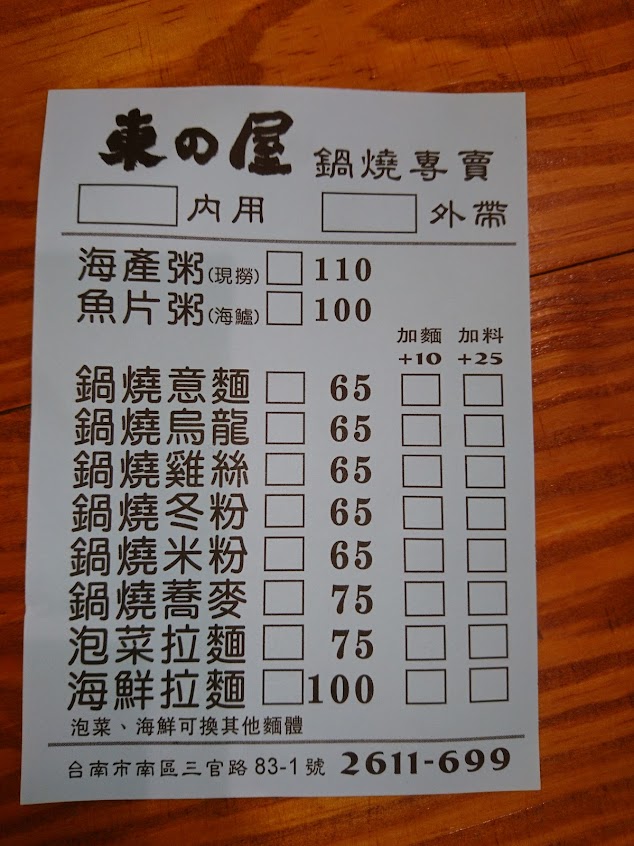 東の屋 鍋燒專賣
內用 外帶
海產粥(現撈) 110
魚片粥(海鱸) 100
加麵 加料
+10 +25
鍋燒意麵 65
鍋燒烏龍 65
鍋燒雞絲 65
鍋燒冬粉 65
鍋燒米粉 65
鍋燒蕎麥 75
泡菜拉麵 75
海鮮拉麵 100
泡菜、海鮮可換其他麵體
台南市南區三官路83-1號 2611-699